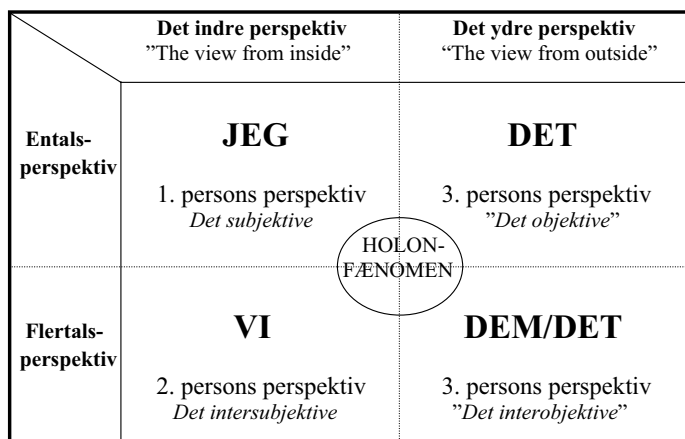 Det indre perspektiv
”The view from inside”
Det ydre perspektiv
“The view from outside”
Entals-
perspektiv
JEG
1. persons perspektiv
Det subjektive
DET
3. persons perspektiv
”Det objektive”
HOLON-
FÆNOMEN
Flertals-
perspektiv
VI
2. persons perspektiv
Det intersubjektive
DEM/DET
3. persons perspektiv
”Det interobjektive”